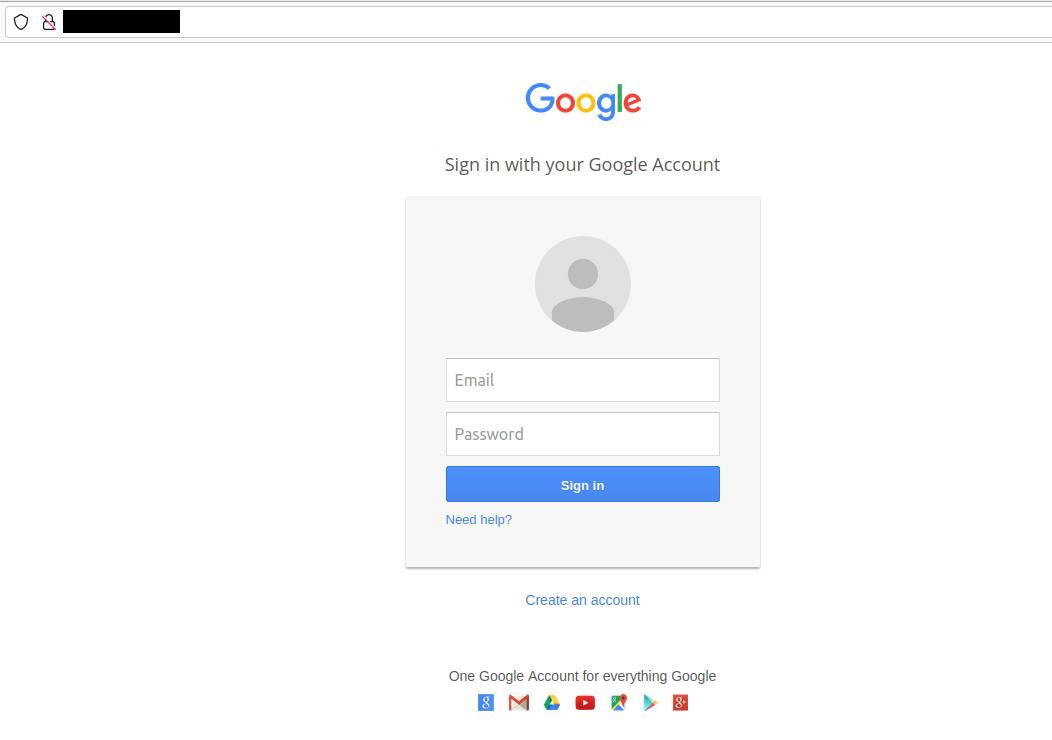 Google
Sign in with your Google Account
Email
Password
Sign in
Need help?
Create an account
One Google Account for everything Google